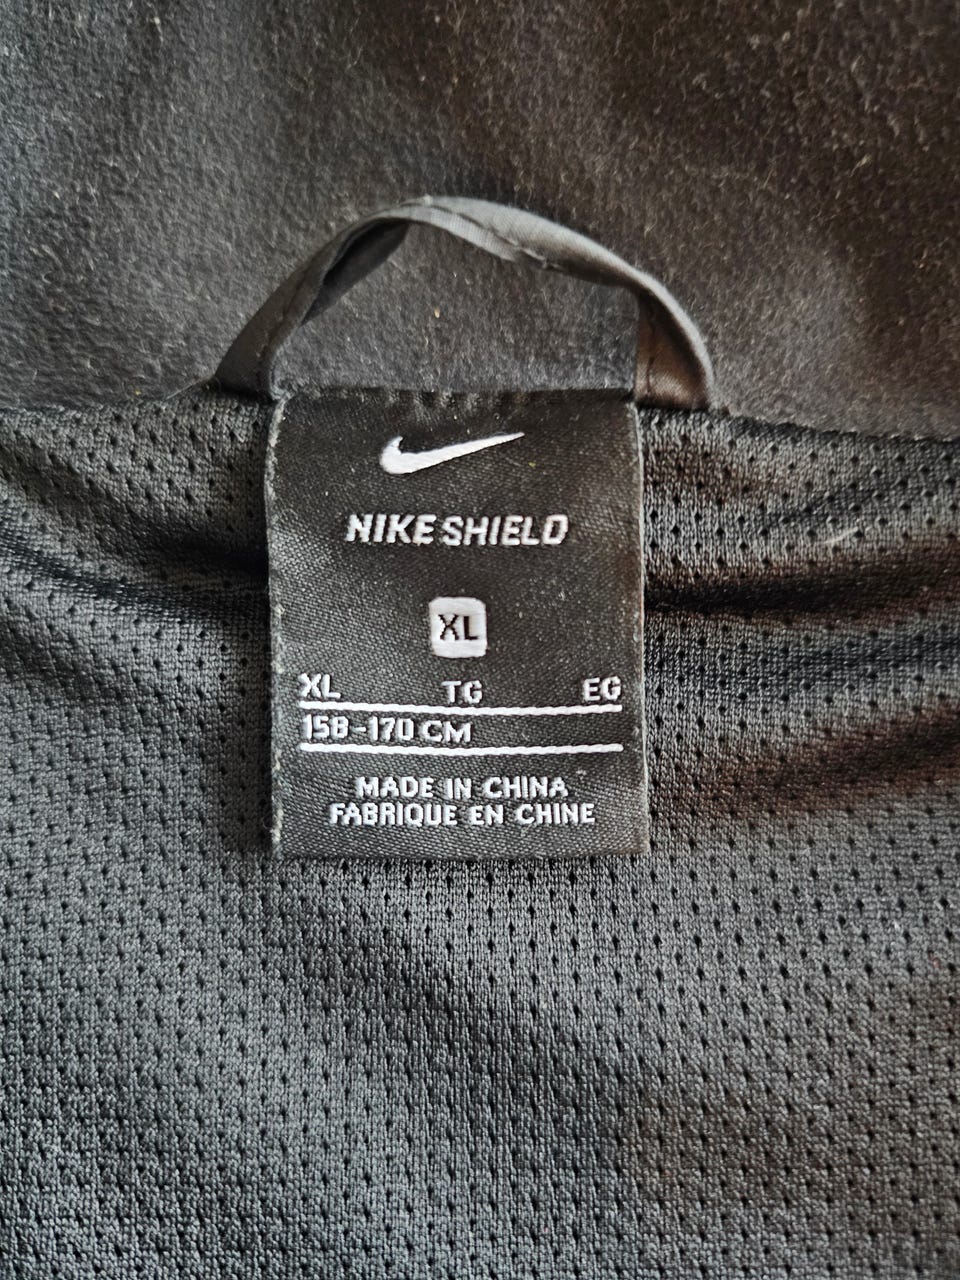 NIKE SHIELD
XL
XL TG EG
158-170 CM
MADE IN CHINA
FABRIQUE EN CHINE